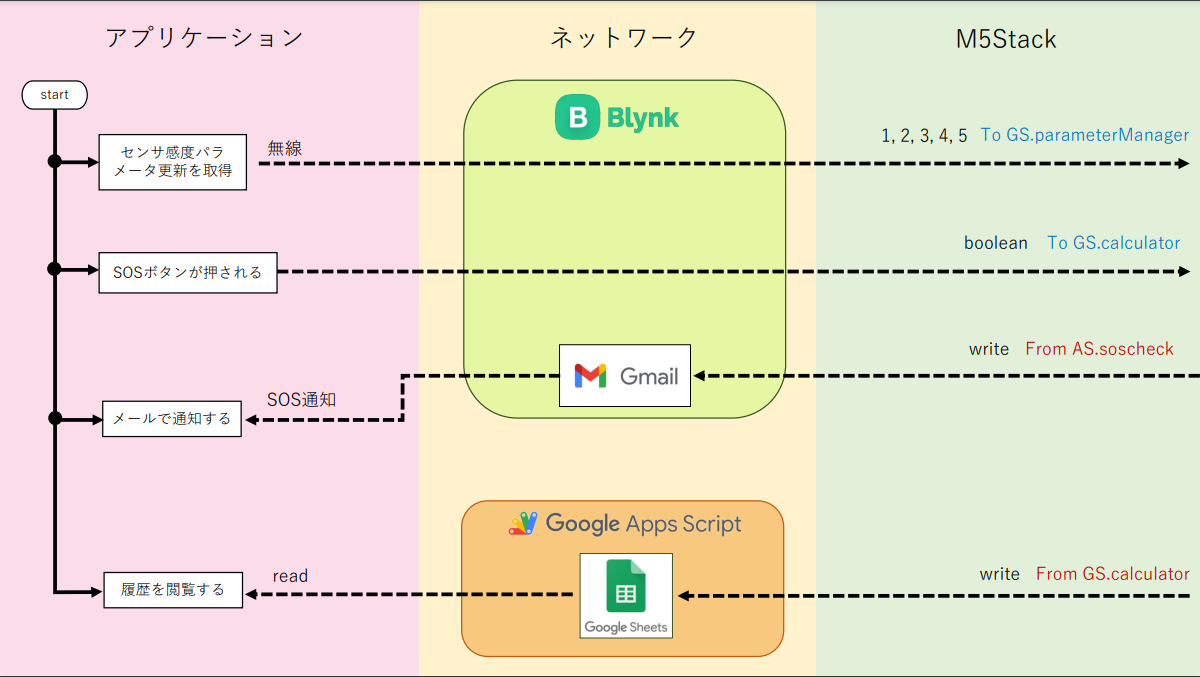 アプリケーション
ネットワーク
M5Stack
start
B Blynk
センサ感度パラ
メータ更新を取得
無線
1, 2, 3, 4, 5 To GS.parameterManager
SOSボタンが押される
boolean To GS.calculator
write From AS.soscheck
Gmail
SOS通知
メールで通知する
Google Apps Script
履歴を閲覧する
read
Google Sheets
write From GS.calculator